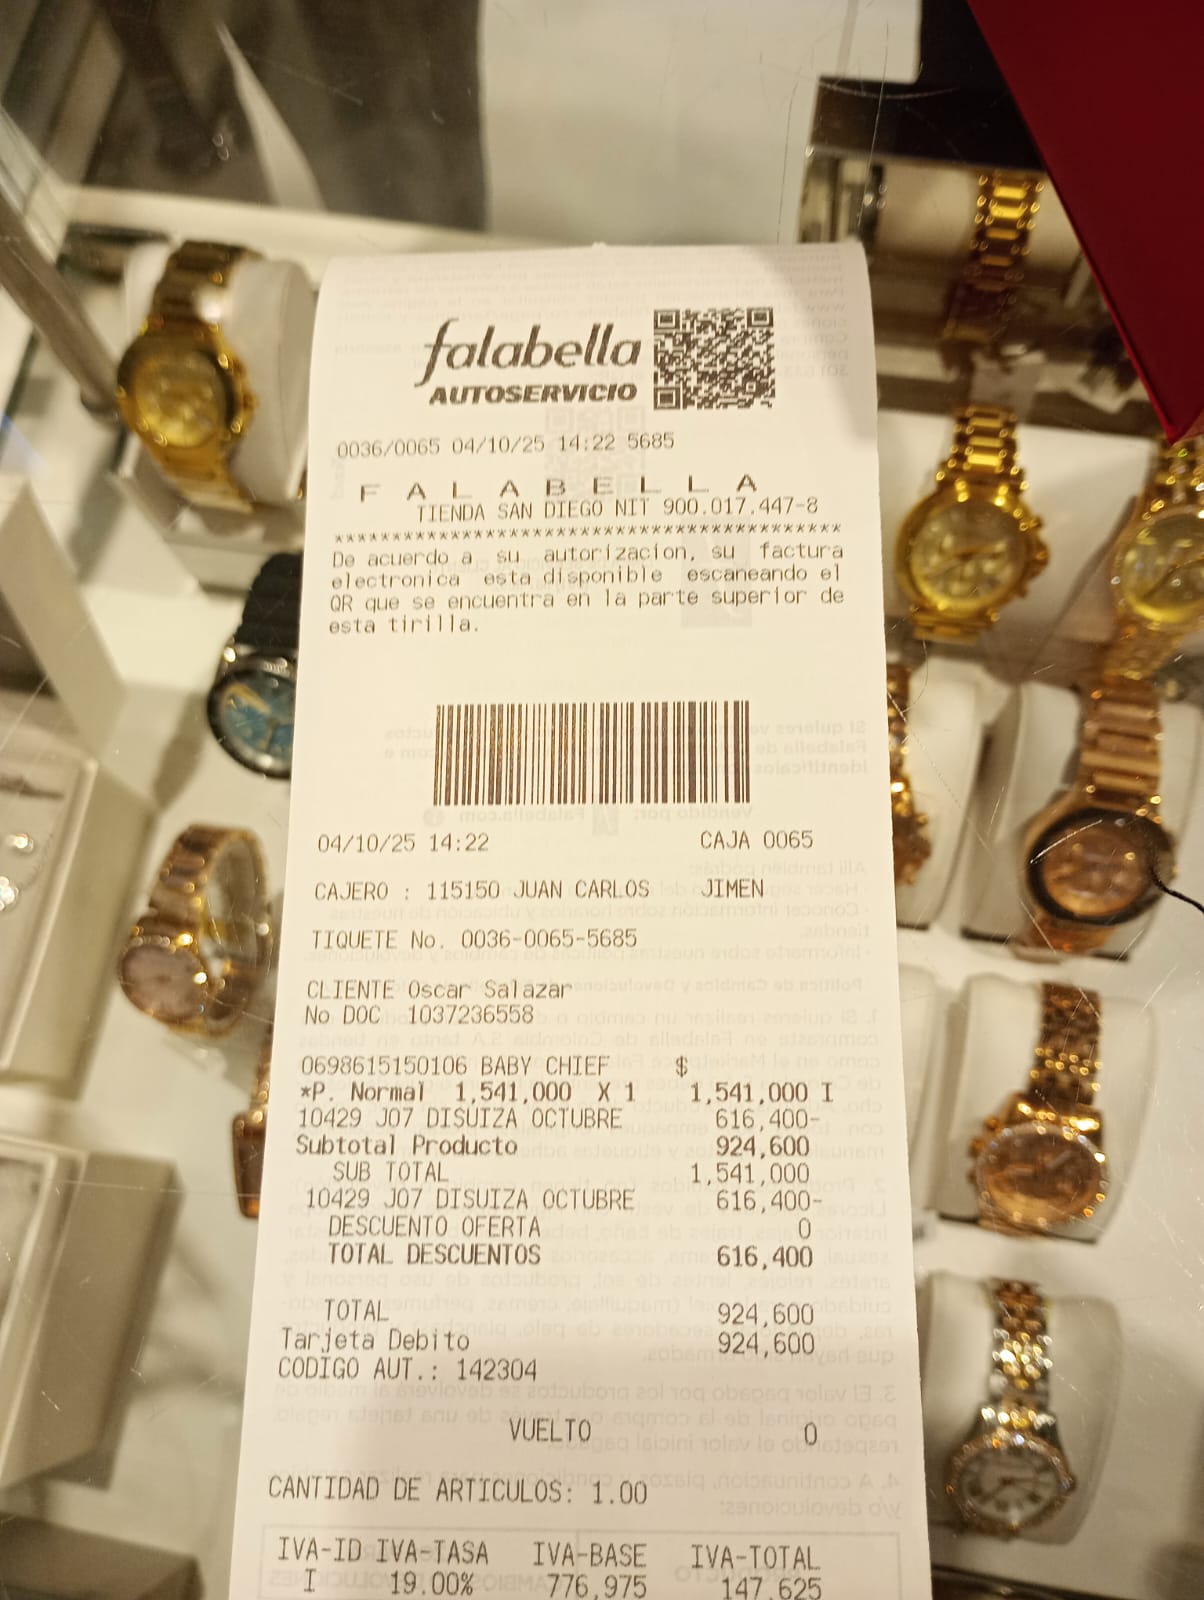 falabella
AUTOSERVICIO
0036/0065 04/10/25 14:22 5685
F A L A B E L L A
TIENDA SAN DIEGO NIT 900.017.447-8
******************************************
De acuerdo a su autorizacion, su factura
electronica esta disponible escaneando el
QR que se encuentra en la parte superior de
esta tirilla.
04/10/25 14:22 CAJA 0065
CAJERO : 115150 JUAN CARLOS JIMEN
TIQUETE No. 0036-0065-5685
CLIENTE Oscar Salazar
No DOC 1037236558
0698615150106 BABY CHIEF $
*P. Normal 1,541,000 X 1 1,541,000 I
10429 J07 DISUIZA OCTUBRE 616,400-
Subtotal Producto 924,600
SUB TOTAL 1,541,000
10429 J07 DISUIZA OCTUBRE 616,400-
DESCUENTO OFERTA 0
TOTAL DESCUENTOS 616,400
TOTAL 924,600
Tarjeta Debito 924,600
CODIGO AUT.: 142304
VUELTO 0
CANTIDAD DE ARTICULOS: 1.00
IVA-ID IVA-TASA IVA-BASE IVA-TOTAL
I 19.00% 776,975 147,625